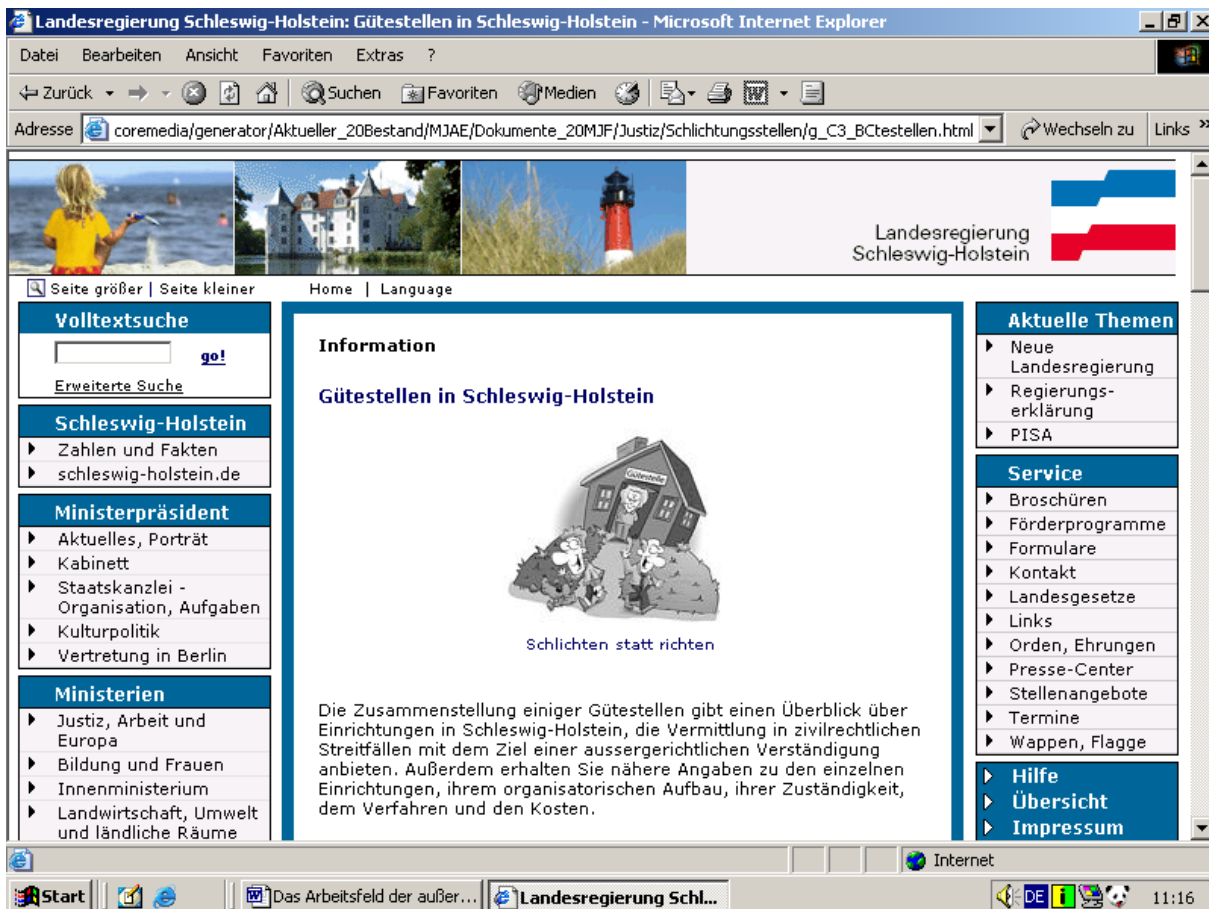 Landesregierung Schleswig-Holstein: Gütestellen in Schleswig-Holstein - Microsoft Internet Explorer
Datei Bearbeiten Ansicht Favoriten Extras ?
Zurück Suchen Favoriten Medien
Adresse coremedia/generator/Aktueller_20Bestand/MJAE/Dokumente_20MJF/Justiz/Schlichtungsstellen/g_C3_BCtestellen.html Wechseln zu Links »
Landesregierung
Schleswig-Holstein
Seite größer | Seite kleiner Home | Language
Volltextsuche
go!
Erweiterte Suche
Schleswig-Holstein
Zahlen und Fakten
schleswig-holstein.de
Ministerpräsident
Aktuelles, Porträt
Kabinett
Staatskanzlei -
Organisation, Aufgaben
Kulturpolitik
Vertretung in Berlin
Ministerien
Justiz, Arbeit und
Europa
Bildung und Frauen
Innenministerium
Landwirtschaft, Umwelt
und ländliche Räume
Information
Gütestellen in Schleswig-Holstein
Gütestelle
Schlichten statt richten
Die Zusammenstellung einiger Gütestellen gibt einen Überblick über
Einrichtungen in Schleswig-Holstein, die Vermittlung in zivilrechtlichen
Streitfällen mit dem Ziel einer aussergerichtlichen Verständigung
anbieten. Außerdem erhalten Sie nähere Angaben zu den einzelnen
Einrichtungen, ihrem organisatorischen Aufbau, ihrer Zuständigkeit,
dem Verfahren und den Kosten.
Aktuelle Themen
Neue
Landesregierung
Regierungs-
erklärung
PISA
Service
Broschüren
Förderprogramme
Formulare
Kontakt
Landesgesetze
Links
Orden, Ehrungen
Presse-Center
Stellenangebote
Termine
Wappen, Flagge
Hilfe
Übersicht
Impressum
Internet
Start Das Arbeitsfeld der außer... Landesregierung Schl... DE 11:16